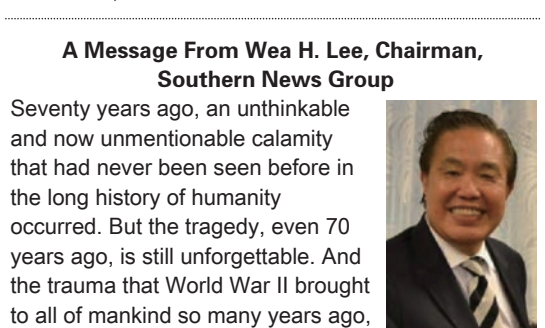 A Message From Wea H. Lee, Chairman,
Southern News Group
Seventy years ago, an unthinkable
and now unmentionable calamity
that had never been seen before in
the long history of humanity
occurred. But the tragedy, even 70
years ago, is still unforgettable. And
the trauma that World War II brought
to all of mankind so many years ago,